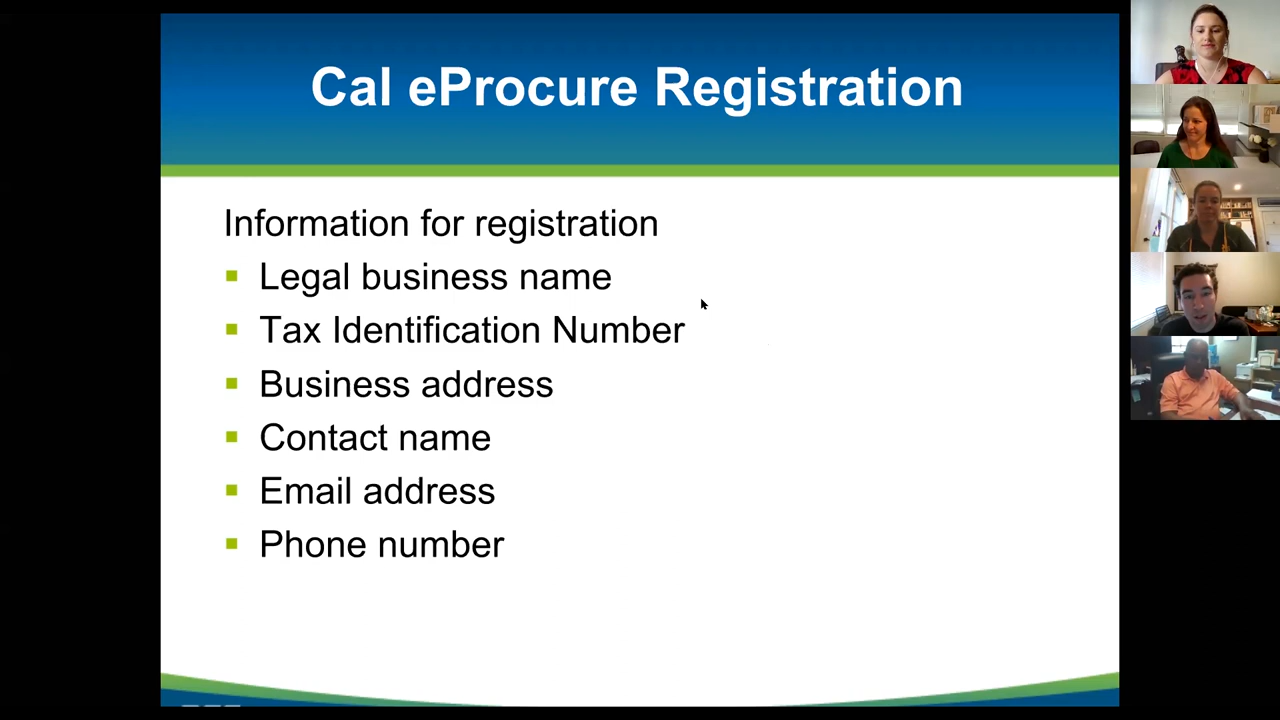 Cal eProcure Registration
Information for registration
Legal business name
Tax Identification Number
Business address
Contact name
Email address
Phone number